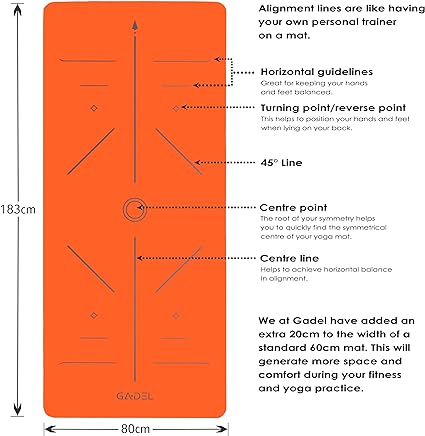 Alignment lines are like having
your own personal trainer
on a mat.
Horizontal guidelines
Great for keeping your hands
and feet balanced.
Turning point/reverse point
This helps to position your hands and feet
when lying on your back.
45° Line
183cm
Centre point
The root of your symmetry helps
you to quickly find the symmetrical
centre of your yoga mat.
Centre line
Helps to achieve horizontal balance
in alignment.
We at Gadel have added an
extra 20cm to the width of a
standard 60cm mat. This will
generate more space and
comfort during your fitness
and yoga practice.
GADEL
80cm